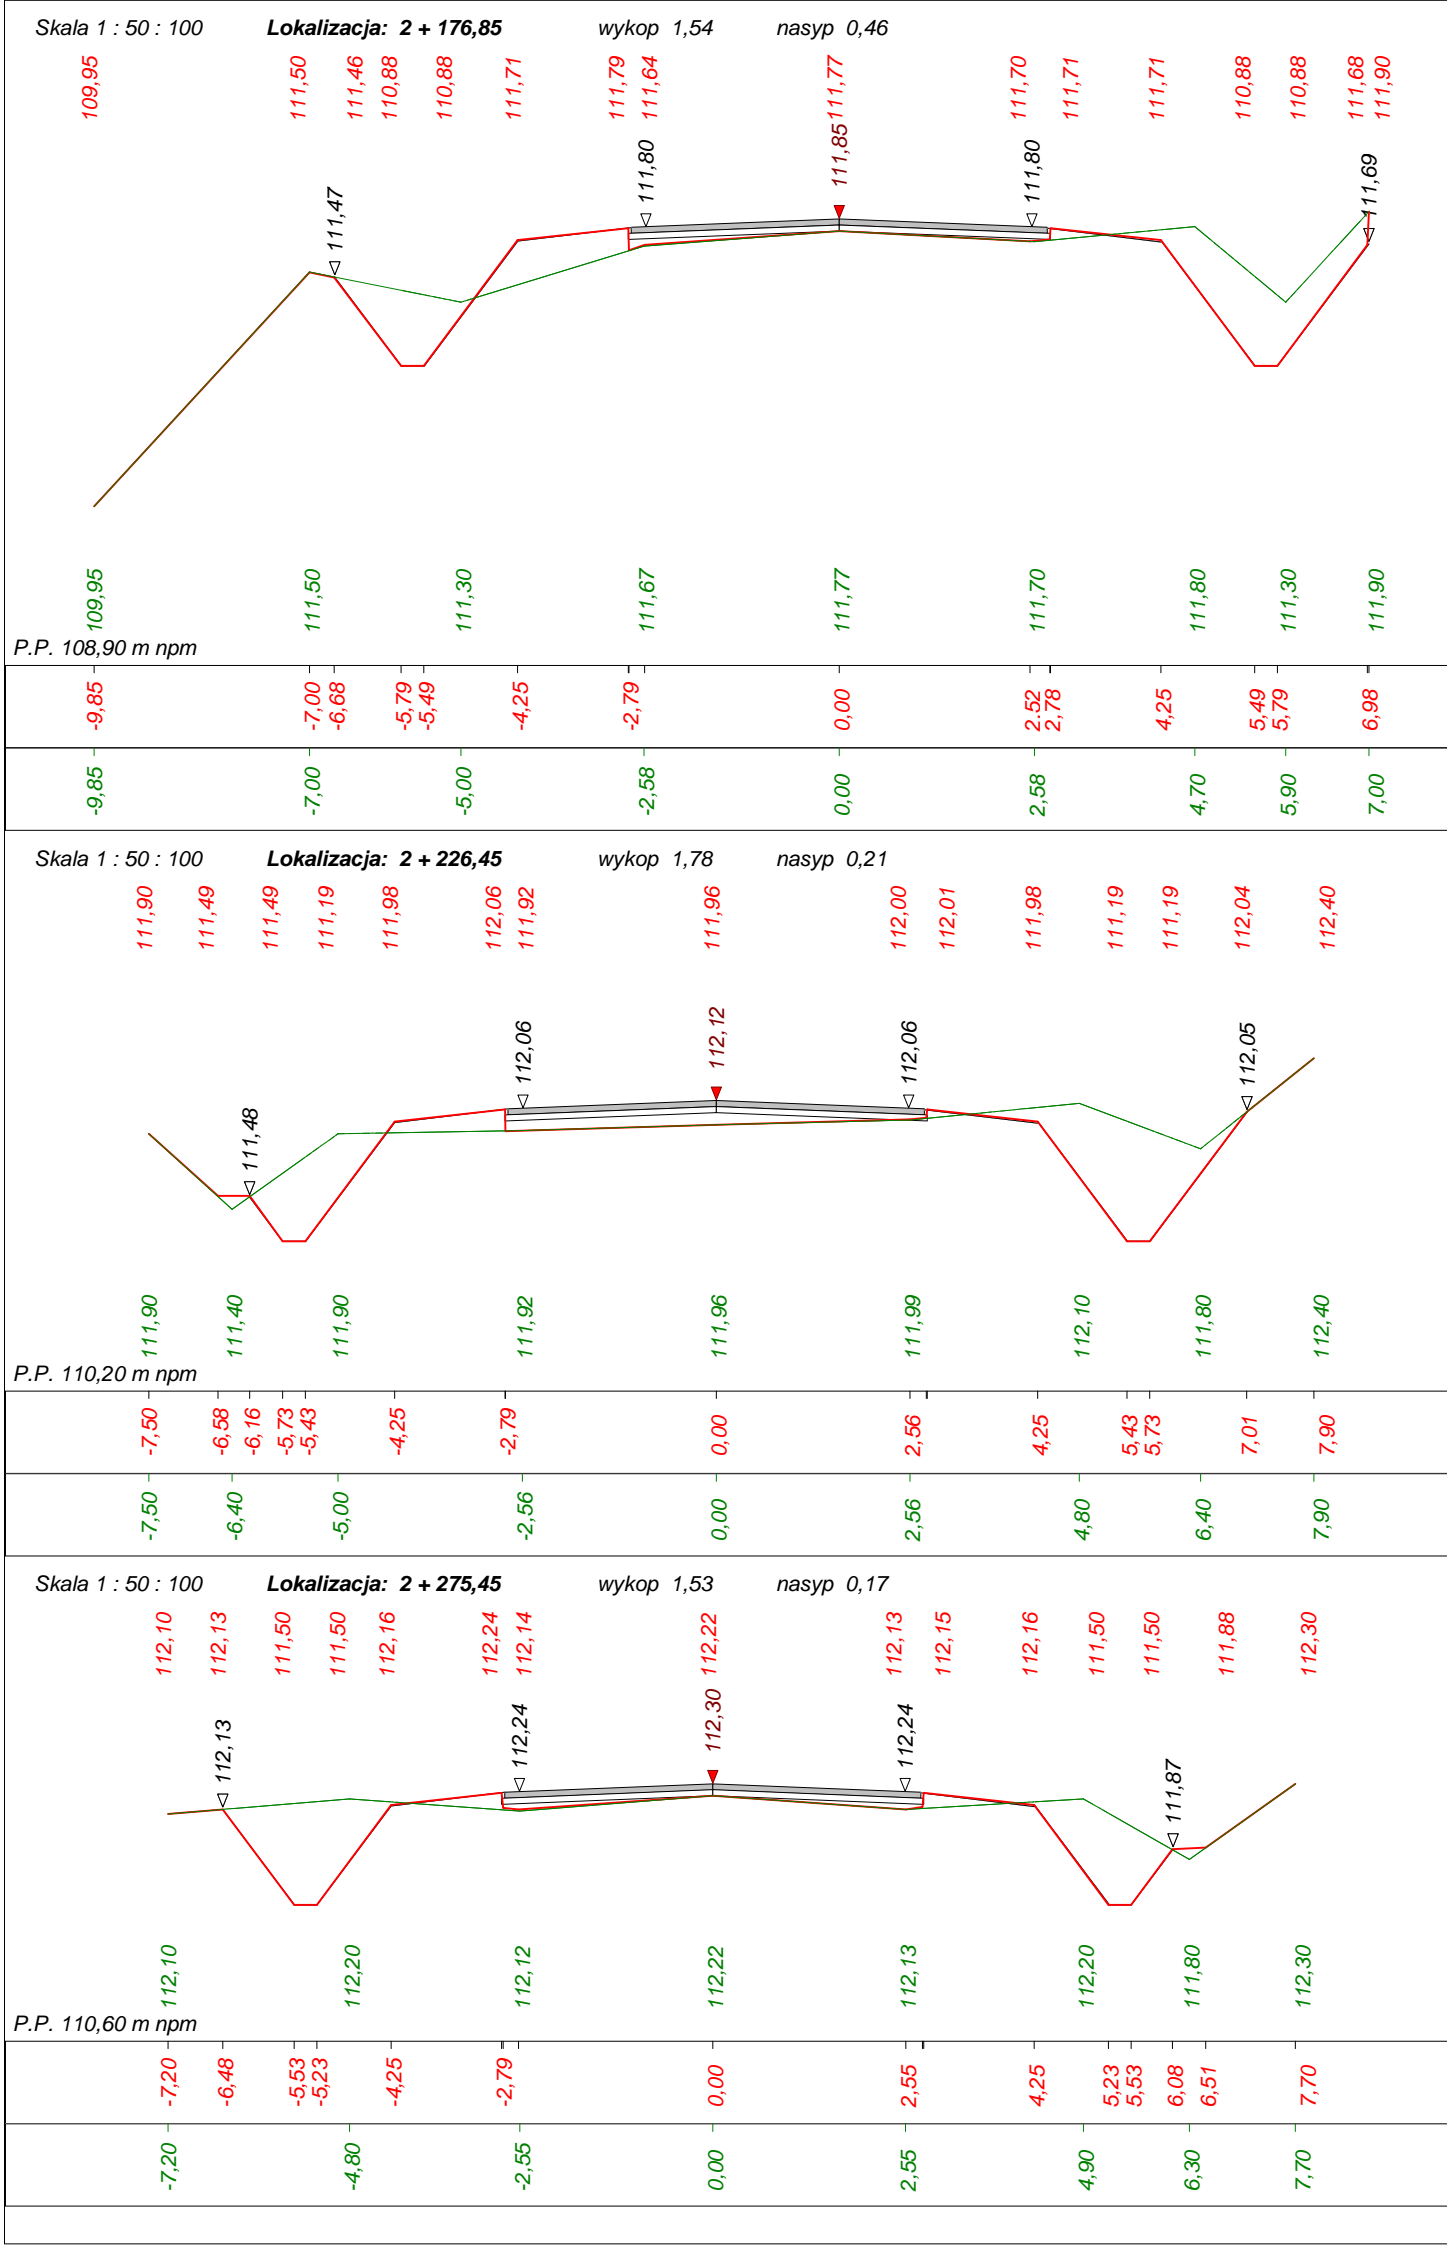 Skala 1 : 50 : 100 Lokalizacja: 2 + 176,85 wykop 1,54 nasyp 0,46
109,95 111,50 111,46 110,88 110,88 111,71 111,79 111,64 111,77 111,70 111,71 111,71 110,88 110,88 111,68 111,90
111,47 111,80 111,85 111,80 111,69
109,95 111,50 111,30 111,67 111,77 111,70 111,80 111,30 111,90
P.P. 108,90 m npm
-9,85 -7,00 -6,68 -5,79 -5,49 -4,25 -2,79 0,00 2,52 2,78 4,25 5,49 5,79 6,98
-9,85 -7,00 -5,00 -2,58 0,00 2,58 4,70 5,90 7,00
Skala 1 : 50 : 100 Lokalizacja: 2 + 226,45 wykop 1,78 nasyp 0,21
111,90 111,49 111,49 111,19 111,98 112,06 111,92 111,96 112,00 112,01 111,98 111,19 111,19 112,04 112,40
111,48 112,06 112,12 112,06 112,05
111,90 111,40 111,90 111,92 111,96 111,99 112,10 111,80 112,40
P.P. 110,20 m npm
-7,50 -6,58 -6,16 -5,73 -5,43 -4,25 -2,79 0,00 2,56 4,25 5,43 5,73 7,01 7,90
-7,50 -6,40 -5,00 -2,56 0,00 2,56 4,80 6,40 7,90
Skala 1 : 50 : 100 Lokalizacja: 2 + 275,45 wykop 1,53 nasyp 0,17
112,10 112,13 111,50 111,50 112,16 112,24 112,14 112,22 112,13 112,15 112,16 111,50 111,50 111,88 112,30
112,13 112,24 112,30 112,24 111,87
112,10 112,20 112,12 112,22 112,13 112,20 111,80 112,30
P.P. 110,60 m npm
-7,20 -6,48 -5,53 -5,23 -4,25 -2,79 0,00 2,55 4,25 5,23 5,53 6,08 6,51 7,70
-7,20 -4,80 -2,55 0,00 2,55 4,90 6,30 7,70